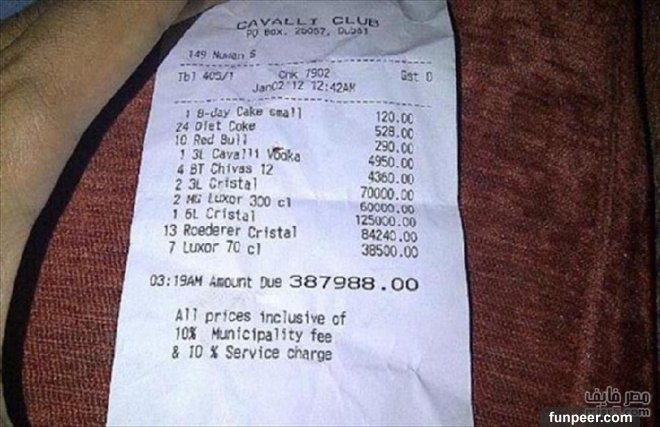 CAVALLI CLUB
PO BOX. 26057, Dubai
149 Nuwan S
Tbl 405/1 Chk 7902 Gst 0
Jan02'12 12:42AM
1 B-day Cake small 120.00
24 Diet Coke 528.00
10 Red Bull 290.00
1 3L Cavalli Vodka 4950.00
4 BT Chivas 12 4360.00
2 3L Cristal 70000.00
2 MG Luxor 300 cl 60000.00
1 6L Cristal 125000.00
13 Roederer Cristal 84240.00
7 Luxor 70 cl 38500.00
03:19AM Amount Due 387988.00
All prices inclusive of
10% Municipality fee
& 10 % Service charge
مصر فايف
funpeer.com